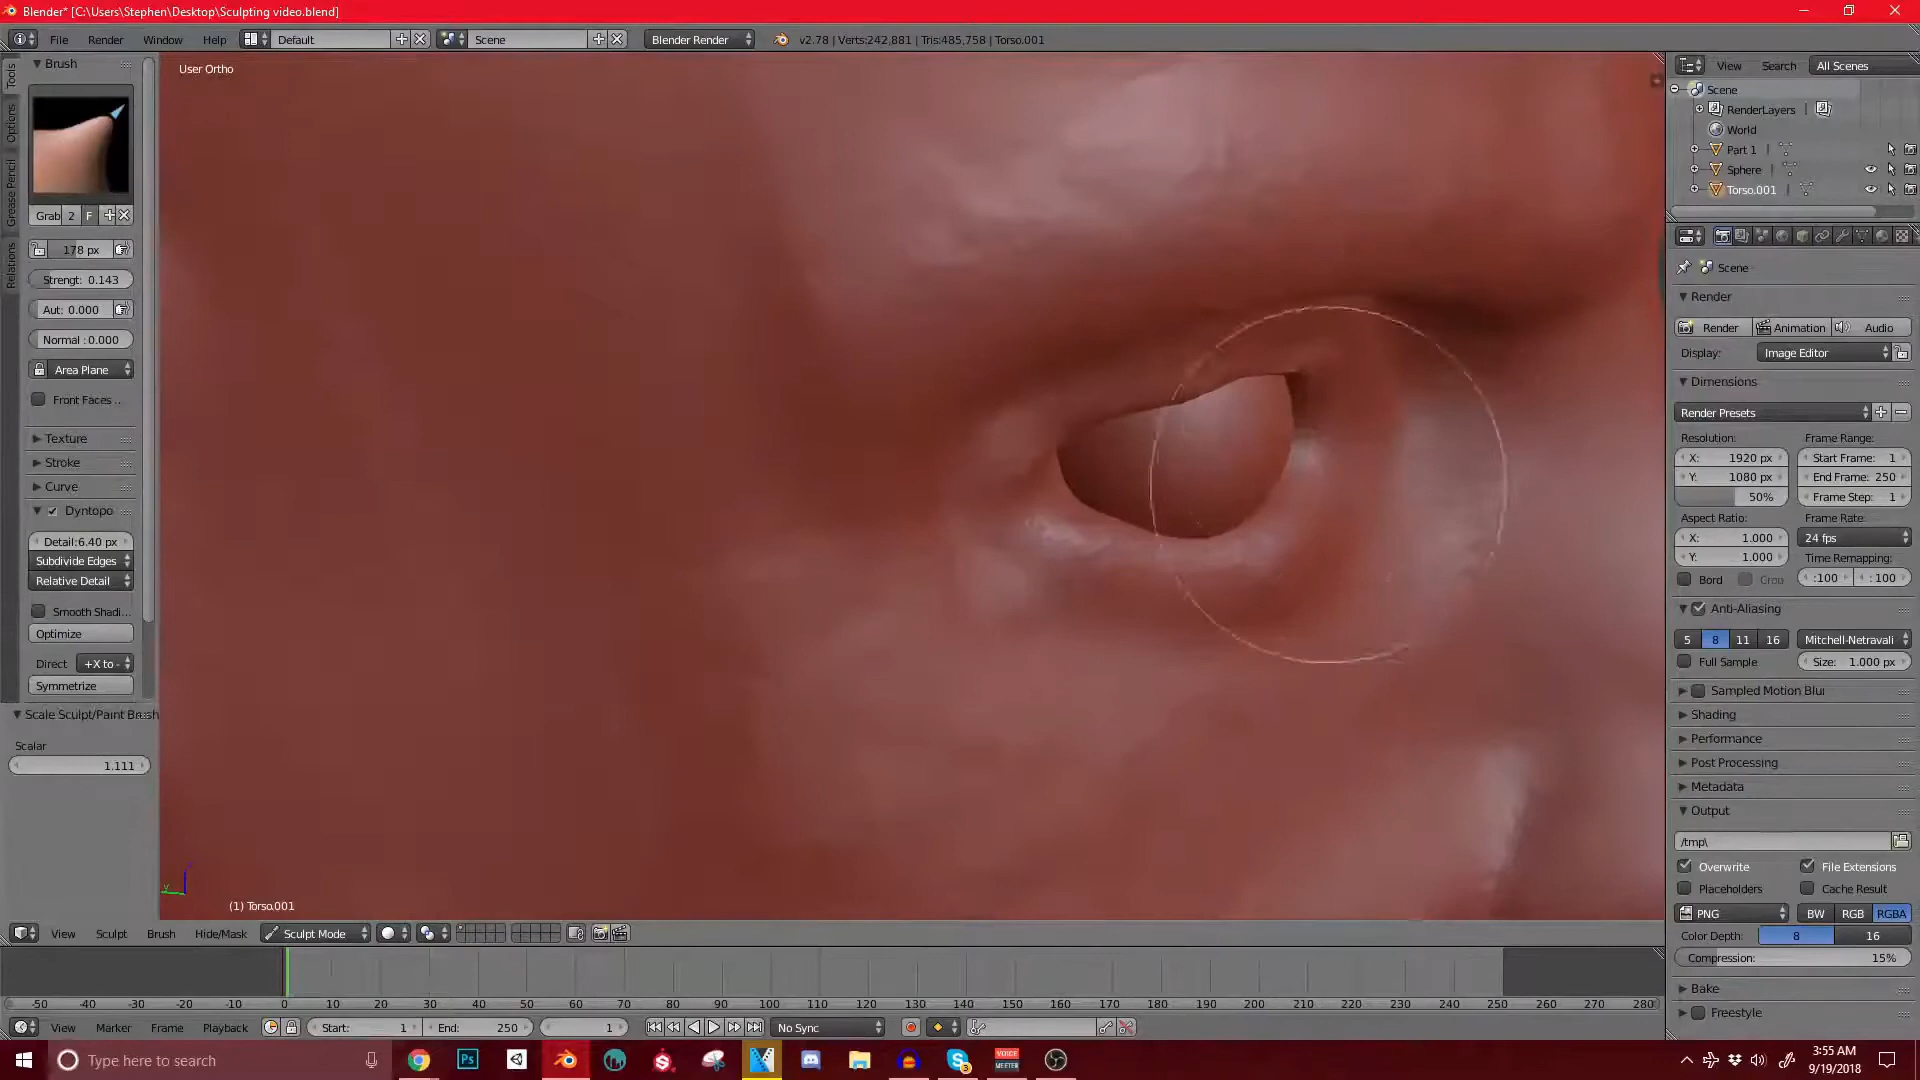 Blender* [C:\Users\Stephen\Desktop\Sculpting video.blend]
File Render Window Help Default Scene Blender Render v2.78 | Verts:242,881 | Tris:485,758 | Torso.001
Brush
User Ortho
Tools
Options
Grease Pencil
Relations
Grab 2 F
178 px
Strengt: 0.143
Aut: 0.000
Normal : 0.000
Area Plane
Front Faces ..
Texture
Stroke
Curve
Dyntopo
Detail:6.40 px
Subdivide Edges
Relative Detail
Smooth Shadi...
Optimize
Direct +X to -
Symmetrize
Scale Sculpt/Paint Brush
Scalar
1.111
y
(1) Torso.001
View Sculpt Brush Hide/Mask Sculpt Mode
-50 -40 -30 -20 -10 0 10 20 30 40 50 60 70 80 90 100 110 120 130 140 150 160 170 180 190 200 210 220 230 240 250 260 270 280
View Marker Frame Playback Start: 1 End: 250 1 No Sync
View Search All Scenes
Scene
RenderLayers |
World
Part 1 |
Sphere |
Torso.001 |
Scene
Render
Render Animation Audio
Display: Image Editor
Dimensions
Render Presets
Resolution: Frame Range:
X: 1920 px Start Frame: 1
Y: 1080 px End Frame: 250
50% Frame Step: 1
Aspect Ratio: Frame Rate:
X: 1.000 24 fps
Y: 1.000 Time Remapping:
Bord Crop :100 :100
Anti-Aliasing
5 8 11 16 Mitchell-Netravali
Full Sample Size: 1.000 px
Sampled Motion Blur
Shading
Performance
Post Processing
Metadata
Output
/tmp\
Overwrite File Extensions
Placeholders Cache Result
PNG BW RGB RGBA
Color Depth: 8 16
Compression: 15%
Bake
Freestyle
Type here to search
Ps
3
VOICE MEETER
3:55 AM
9/19/2018